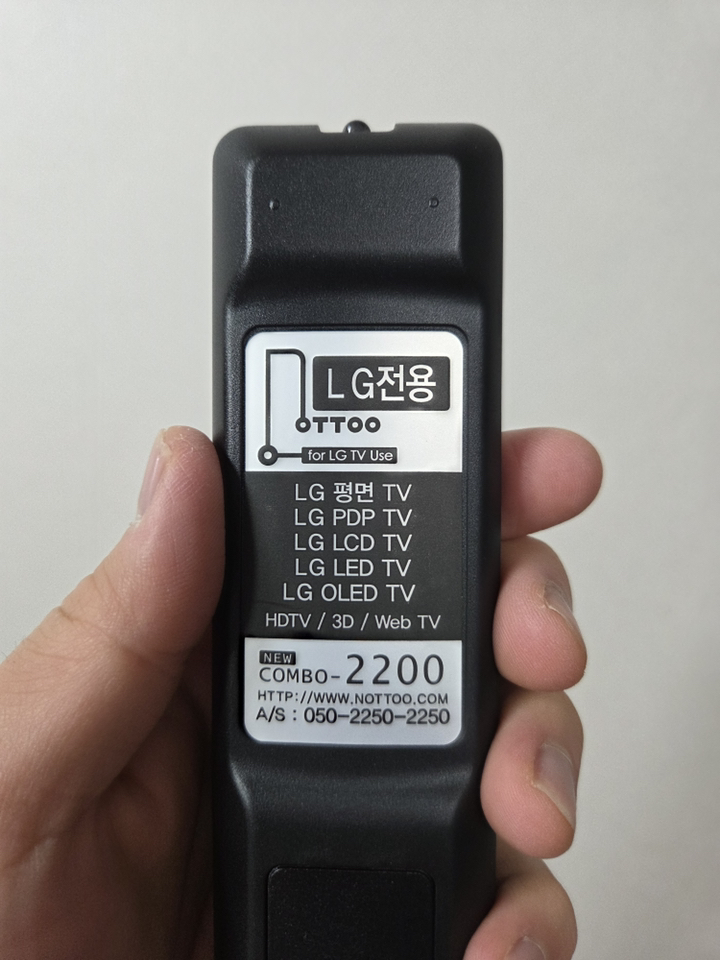 LG전용
NOTTOO
for LG TV Use
LG 평면 TV
LG PDP TV
LG LCD TV
LG LED TV
LG OLED TV
HDTV / 3D / Web TV
NEW
COMBO-2200
HTTP://WWW.NOTTOO.COM
A/S : 050-2250-2250